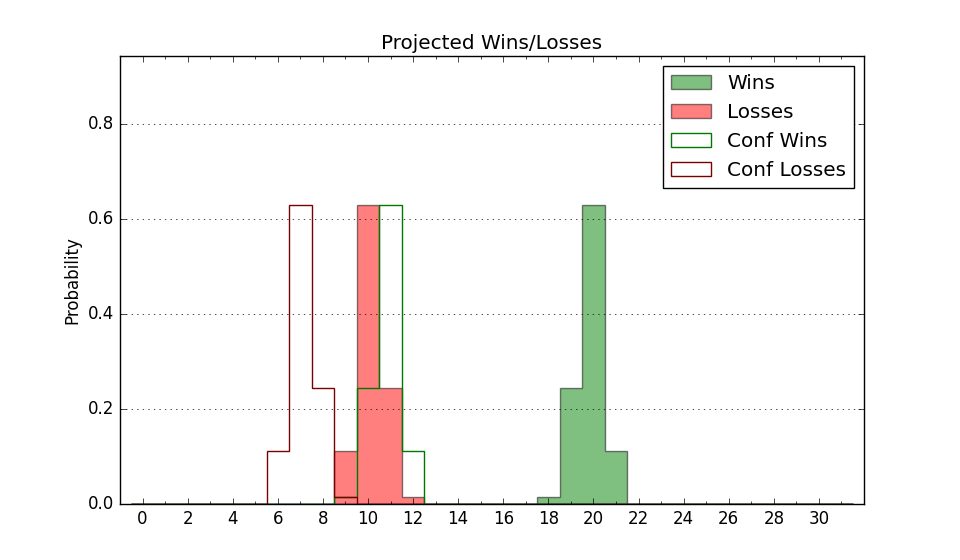 Projected Wins/Losses
Wins
Losses
Conf Wins
Conf Losses
Probability
0.8
0.6
0.4
0.2
0.0
0 2 4 6 8 10 12 14 16 18 20 22 24 26 28 30